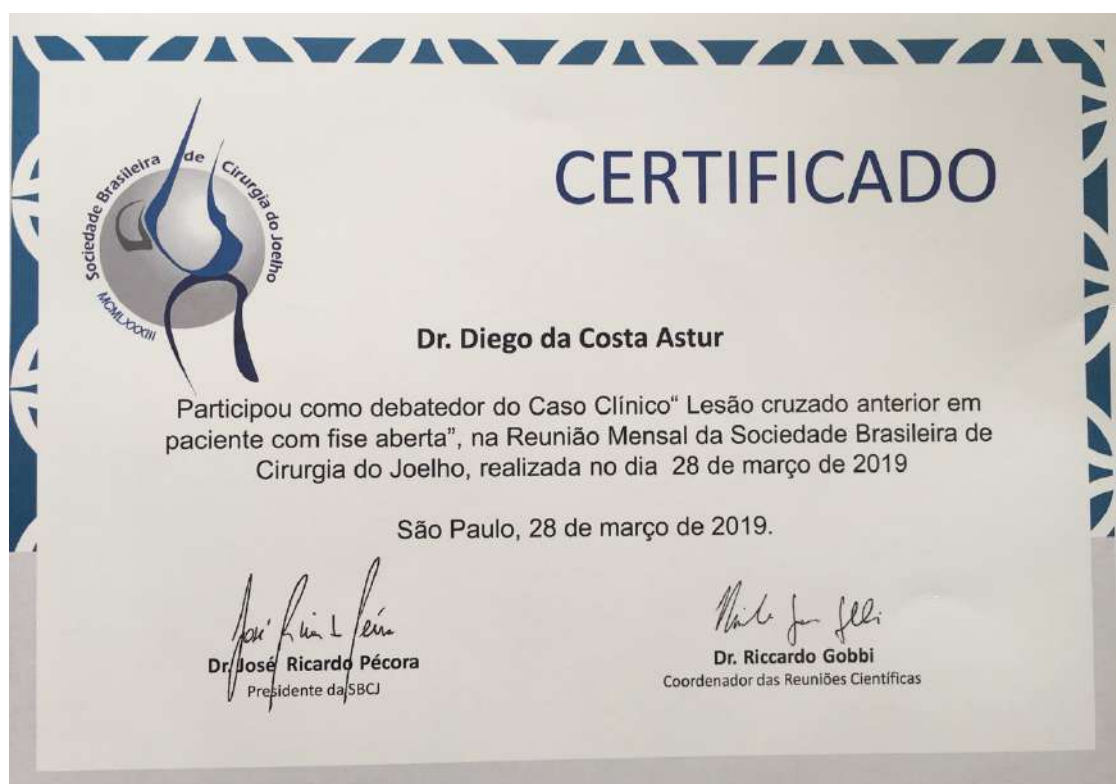 Sociedade Brasileira de Cirurgia do Joelho
MCMLXXXIII
CERTIFICADO
Dr. Diego da Costa Astur
Participou como debatedor do Caso Clínico“ Lesão cruzado anterior em
paciente com fise aberta”, na Reunião Mensal da Sociedade Brasileira de
Cirurgia do Joelho, realizada no dia 28 de março de 2019
São Paulo, 28 de março de 2019.
Dr. José Ricardo Pécora
Presidente da SBCJ
Dr. Riccardo Gobbi
Coordenador das Reuniões Científicas